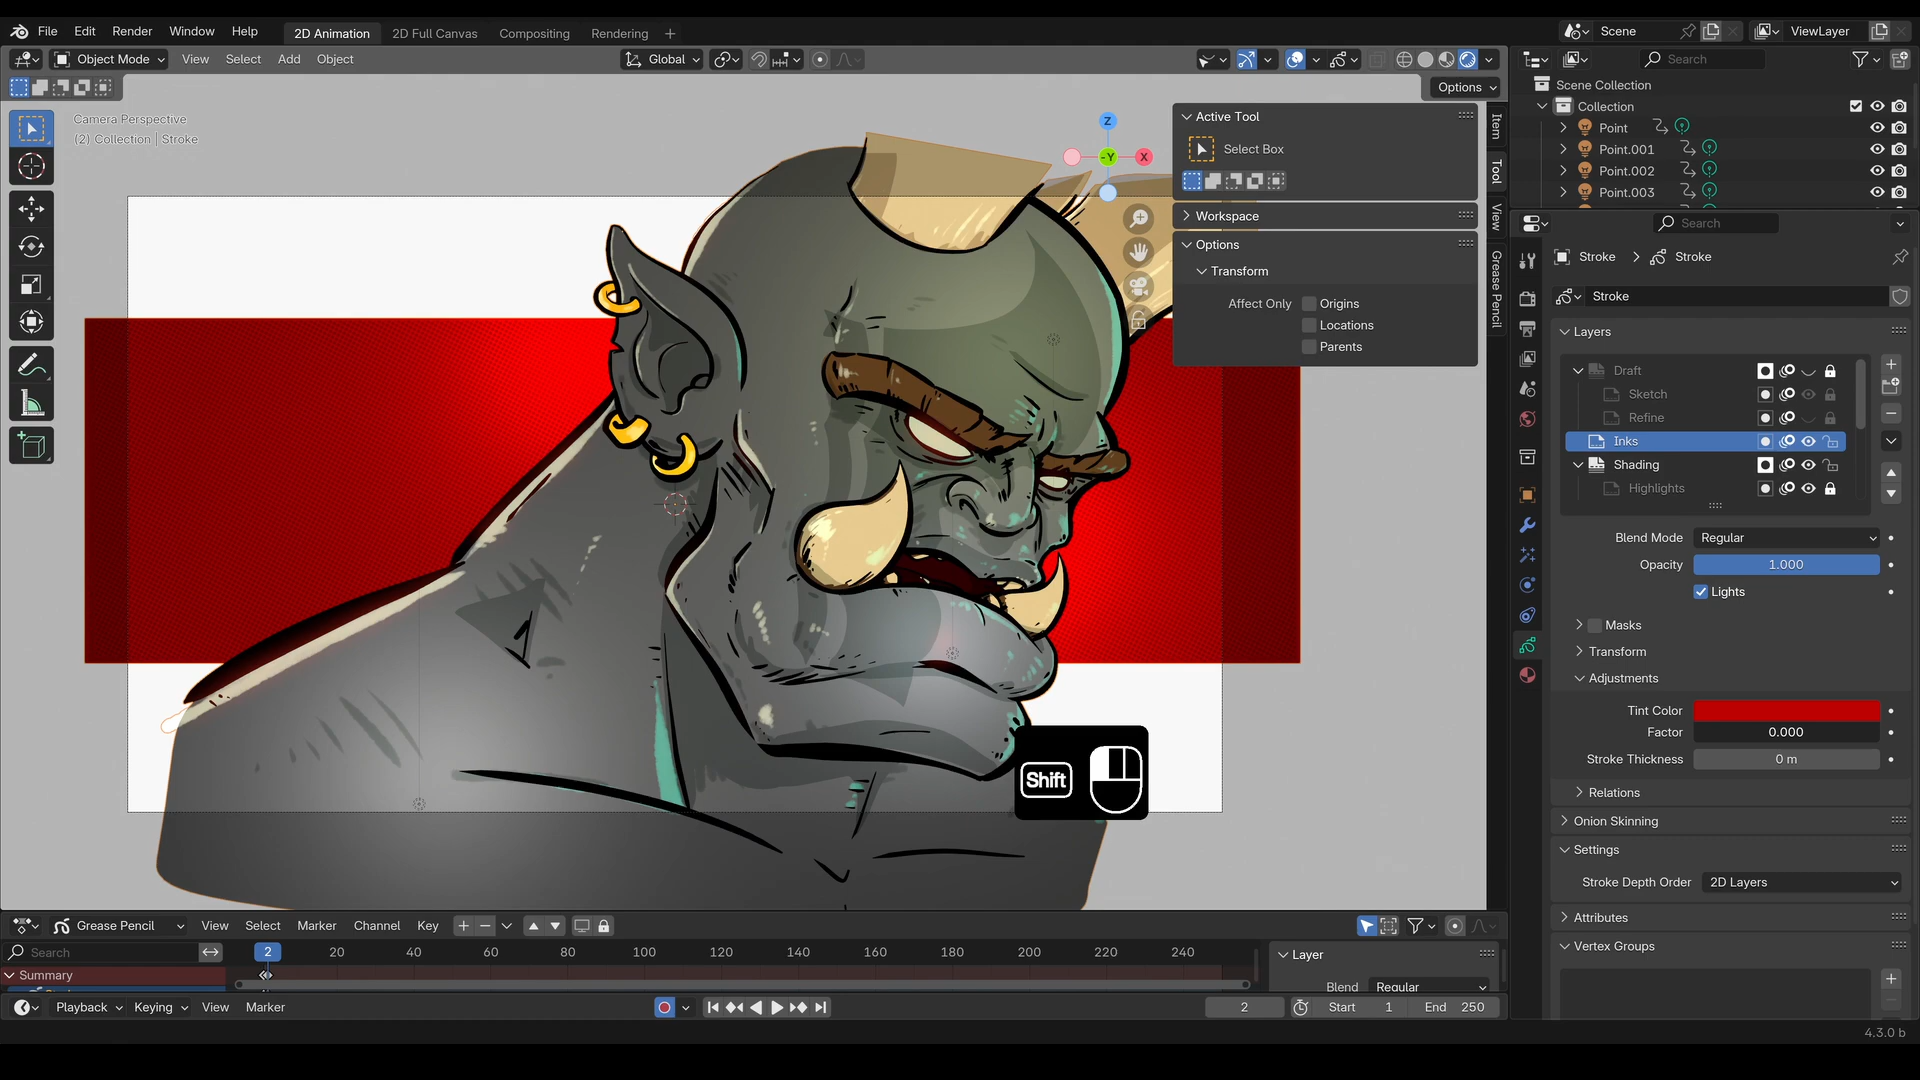 File Edit Render Window Help 2D Animation 2D Full Canvas Compositing Rendering + Scene ViewLayer
Object Mode View Select Add Object Global Search
Options
Scene Collection
Collection
Point
Point.001
Point.002
Point.003
Camera Perspective
(2) Collection | Stroke
Z
-Y
X
Active Tool
Select Box
Workspace
Options
Transform
Affect Only Origins
Locations
Parents
Item
Tool
View
Grease Pencil
Search
Stroke > Stroke
Stroke
Layers
Draft
Sketch
Refine
Inks
Shading
Highlights
Blend Mode Regular
Opacity 1.000
Lights
Masks
Transform
Adjustments
Tint Color
Factor 0.000
Stroke Thickness 0 m
Relations
Onion Skinning
Settings
Stroke Depth Order 2D Layers
Attributes
Vertex Groups
Shift
Grease Pencil View Select Marker Channel Key
Search 2 20 40 60 80 100 120 140 160 180 200 220 240
Summary
Layer
Blend Regular
Playback Keying View Marker 2 Start 1 End 250
4.3.0 b